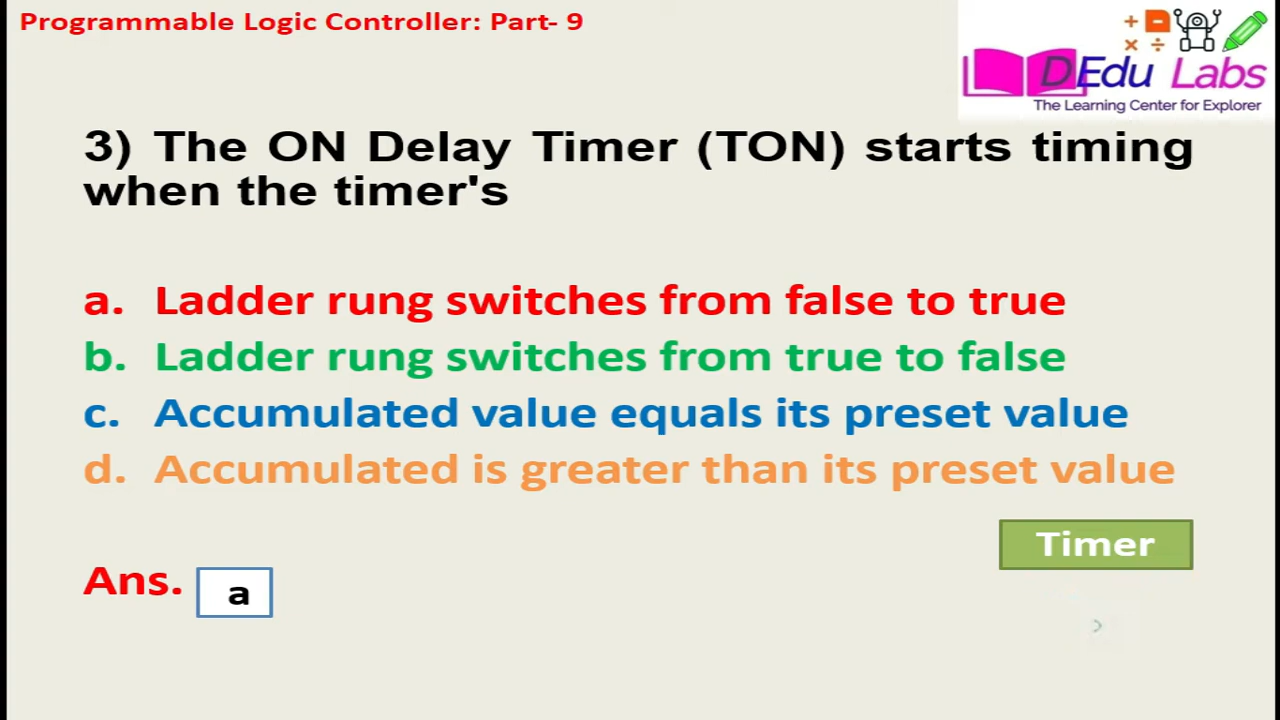 Programmable Logic Controller: Part- 9
DEdu Labs
The Learning Center for Explorer
3) The ON Delay Timer (TON) starts timing
when the timer's
a. Ladder rung switches from false to true
b. Ladder rung switches from true to false
c. Accumulated value equals its preset value
d. Accumulated is greater than its preset value
Timer
Ans. a